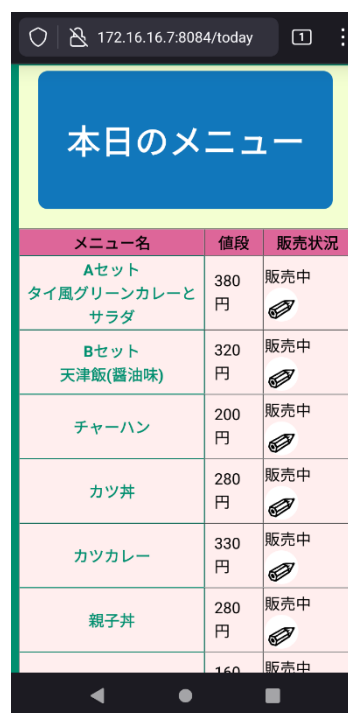 172.16.16.7:8084/today
1
本日のメニュー
メニュー名 値段 販売状況
Aセット
タイ風グリーンカレーと
サラダ
380
円
販売中
Bセット
天津飯(醤油味)
320
円
販売中
チャーハン
200
円
販売中
カツ丼
280
円
販売中
カツカレー
330
円
販売中
親子丼
280
円
販売中
160
販売中